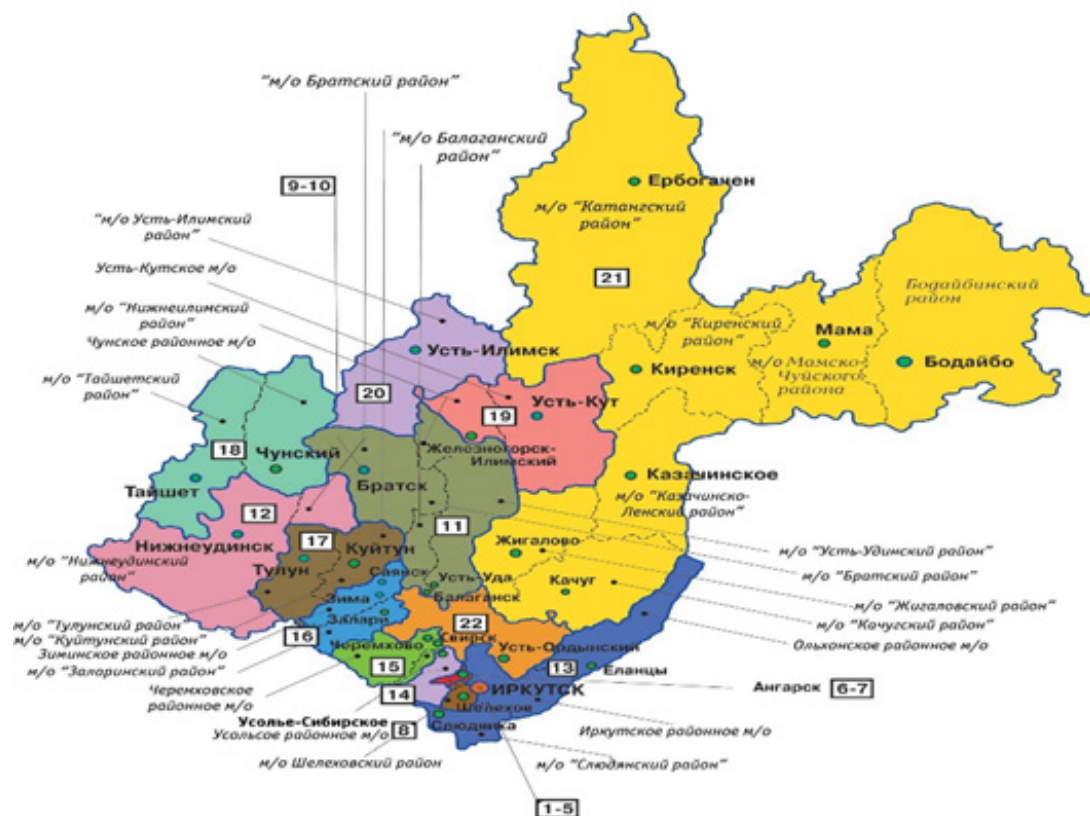 "м/о Братский район"
"м/о Балаганский
район"
9-10
"м/о Усть-Илимский
район"
Усть-Кутское м/о
м/о "Нижнеилимский
район"
Чунское районное м/о
м/о "Тайшетский
район"
Ербогачен
м/о "Катангский
район"
21
Бодайбинский
район
м/о "Киренский
район"
Мама
м/о Мамско-
Чуйского
района
Бодайбо
Киренск
Усть-Илимск
20
19
Усть-Кут
Железногорск-
Илимский
18
Чунский
Тайшет
Братск
Казачинское
м/о "Казачинско-
Ленский район"
12
Нижнеудинск
м/о "Нижнеудинский
район"
17
Куйтун
Тулун
11
Жигалово
м/о "Усть-Удинский район"
м/о "Братский район"
Саянск
Усть-Уда
Качуг
Зима
Балаганск
м/о "Жигаловский район"
Залари
м/о "Тулунский район"
м/о "Качугский район"
м/о "Куйтунский район"
16
22
Ольхонское районное м/о
Зиминское районное м/о
Свирск
Черемхово
Усть-Ордынский
м/о "Заларинский район"
15
13
Еланцы
Черемховское
районное м/о
14
ИРКУТСК
Ангарск
6-7
Шелехов
Усолье-Сибирское
Усольсое районное м/о
8
Слюдянка
Иркутское районное м/о
м/о Шелеховский район
м/о "Слюдянский район"
1-5